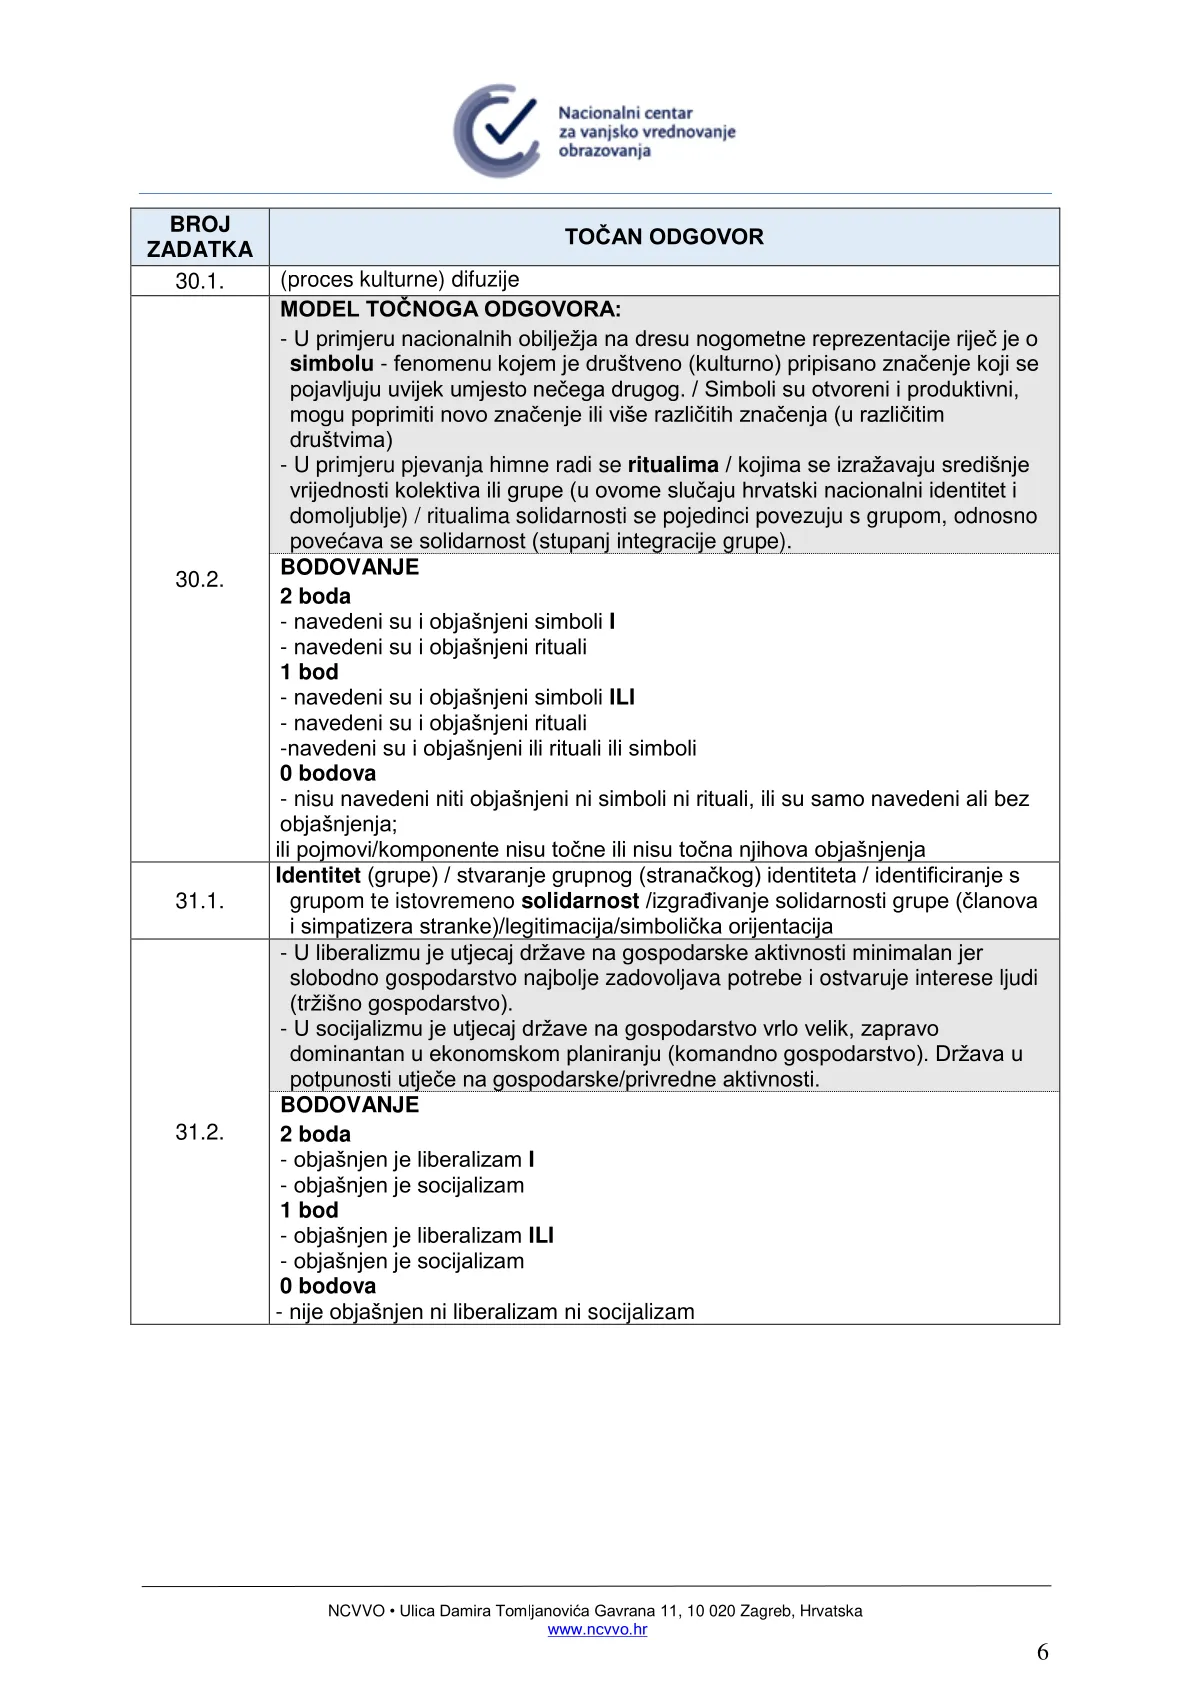 Nacionalni centar
za vanjsko vrednovanje
obrazovanja
BROJ
ZADATKA
TOČAN ODGOVOR
30.1.
(proces kulturne) difuzije
30.2.
MODEL TOČNOGA ODGOVORA:
- U primjeru nacionalnih obilježja na dresu nogometne reprezentacije riječ je o
simbolu - fenomenu kojem je društveno (kulturno) pripisano značenje koji se
pojavljuju uvijek umjesto nečega drugog. / Simboli su otvoreni i produktivni,
mogu poprimiti novo značenje ili više različitih značenja (u različitim
društvima)
- U primjeru pjevanja himne radi se ritualima / kojima se izražavaju središnje
vrijednosti kolektiva ili grupe (u ovome slučaju hrvatski nacionalni identitet i
domoljublje) / ritualima solidarnosti se pojedinci povezuju s grupom, odnosno
povećava se solidarnost (stupanj integracije grupe).
BODOVANJE
2 boda
- navedeni su i objašnjeni simboli I
- navedeni su i objašnjeni rituali
1 bod
- navedeni su i objašnjeni simboli ILI
- navedeni su i objašnjeni rituali
-navedeni su i objašnjeni ili rituali ili simboli
0 bodova
- nisu navedeni niti objašnjeni ni simboli ni rituali, ili su samo navedeni ali bez
objašnjenja;
ili pojmovi/komponente nisu točne ili nisu točna njihova objašnjenja
31.1.
Identitet (grupe) / stvaranje grupnog (stranačkog) identiteta / identificiranje s
grupom te istovremeno solidarnost /izgrađivanje solidarnosti grupe (članova
i simpatizera stranke)/legitimacija/simbolička orijentacija
31.2.
- U liberalizmu je utjecaj države na gospodarske aktivnosti minimalan jer
slobodno gospodarstvo najbolje zadovoljava potrebe i ostvaruje interese ljudi
(tržišno gospodarstvo).
- U socijalizmu je utjecaj države na gospodarstvo vrlo velik, zapravo
dominantan u ekonomskom planiranju (komandno gospodarstvo). Država u
potpunosti utječe na gospodarske/privredne aktivnosti.
BODOVANJE
2 boda
- objašnjen je liberalizam I
- objašnjen je socijalizam
1 bod
- objašnjen je liberalizam ILI
- objašnjen je socijalizam
0 bodova
- nije objašnjen ni liberalizam ni socijalizam
NCVVO • Ulica Damira Tomljanovića Gavrana 11, 10 020 Zagreb, Hrvatska
www.ncvvo.hr
6